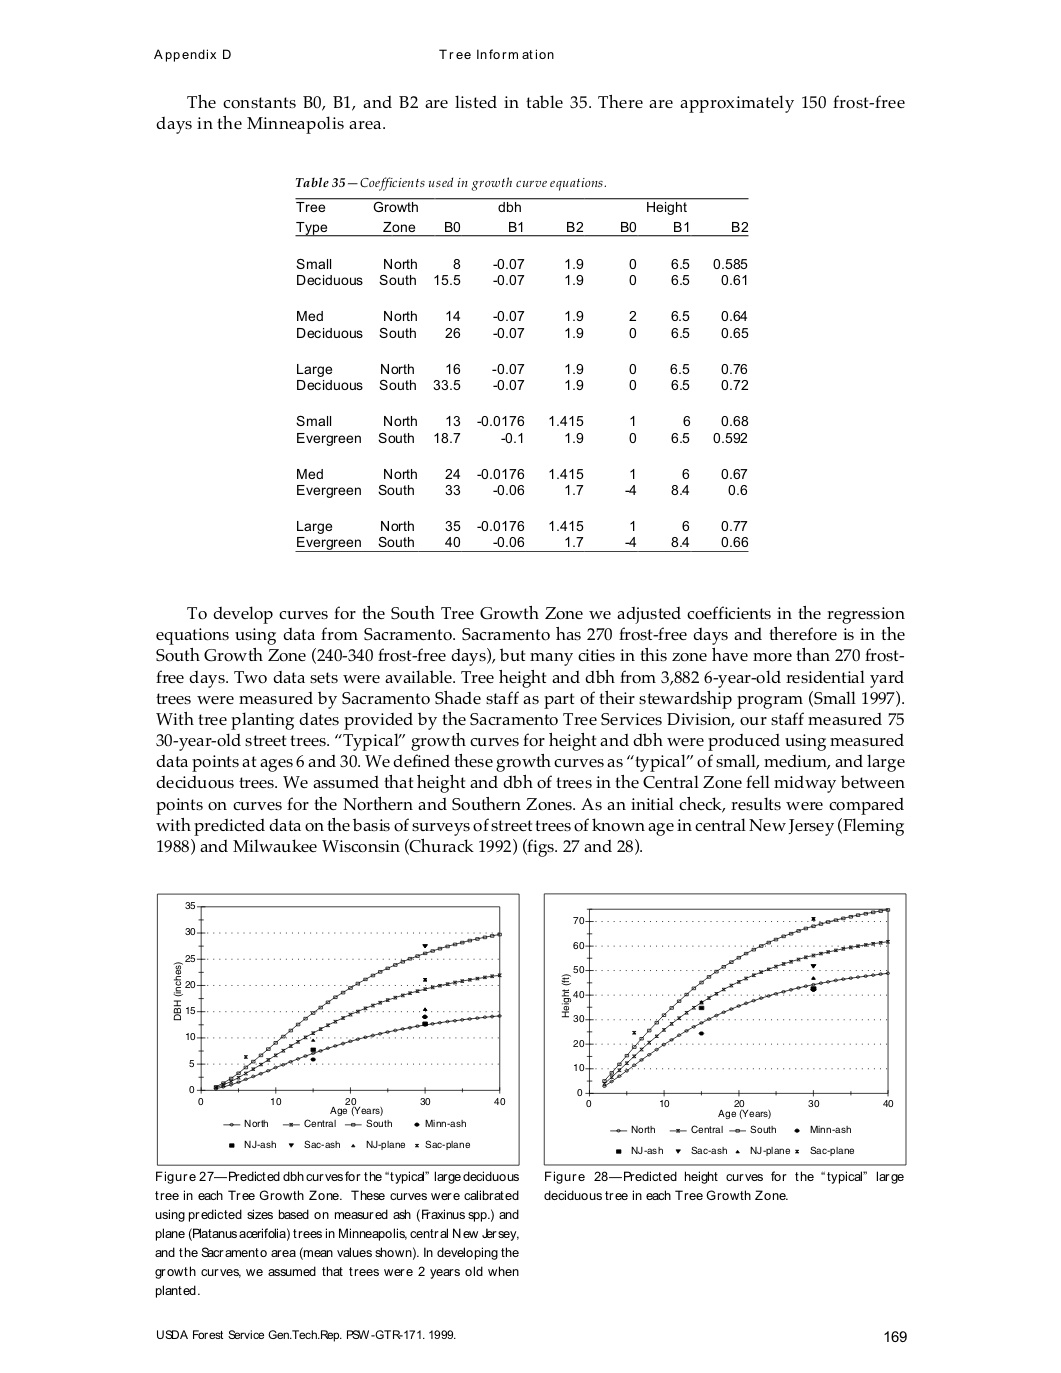 Appendix D Tree Information
The constants B0, B1, and B2 are listed in table 35. There are approximately 150 frost-free
days in the Minneapolis area.
Table 35—Coefficients used in growth curve equations.
Tree Growth dbh Height
Type Zone B0 B1 B2 B0 B1 B2
Small North 8 -0.07 1.9 0 6.5 0.585
Deciduous South 15.5 -0.07 1.9 0 6.5 0.61
Med North 14 -0.07 1.9 2 6.5 0.64
Deciduous South 26 -0.07 1.9 0 6.5 0.65
Large North 16 -0.07 1.9 0 6.5 0.76
Deciduous South 33.5 -0.07 1.9 0 6.5 0.72
Small North 13 -0.0176 1.415 1 6 0.68
Evergreen South 18.7 -0.1 1.9 0 6.5 0.592
Med North 24 -0.0176 1.415 1 6 0.67
Evergreen South 33 -0.06 1.7 -4 8.4 0.6
Large North 35 -0.0176 1.415 1 6 0.77
Evergreen South 40 -0.06 1.7 -4 8.4 0.66
To develop curves for the South Tree Growth Zone we adjusted coefficients in the regression
equations using data from Sacramento. Sacramento has 270 frost-free days and therefore is in the
South Growth Zone (240-340 frost-free days), but many cities in this zone have more than 270 frost-
free days. Two data sets were available. Tree height and dbh from 3,882 6-year-old residential yard
trees were measured by Sacramento Shade staff as part of their stewardship program (Small 1997).
With tree planting dates provided by the Sacramento Tree Services Division, our staff measured 75
30-year-old street trees. “Typical” growth curves for height and dbh were produced using measured
data points at ages 6 and 30. We defined these growth curves as “typical” of small, medium, and large
deciduous trees. We assumed that height and dbh of trees in the Central Zone fell midway between
points on curves for the Northern and Southern Zones. As an initial check, results were compared
with predicted data on the basis of surveys of street trees of known age in central New Jersey (Fleming
1988) and Milwaukee Wisconsin (Churack 1992) (figs. 27 and 28).
35
30
25
20
15
10
5
0
DBH (inches)
0 10 20 30 40
Age (Years)
North Central South Minn-ash
NJ-ash Sac-ash NJ-plane Sac-plane
Figure 27—Predicted dbh curves for the “typical” large deciduous
tree in each Tree Growth Zone. These curves were calibrated
using predicted sizes based on measured ash (Fraxinus spp.) and
plane (Platanus acerifolia) trees in Minneapolis, central New Jersey,
and the Sacramento area (mean values shown). In developing the
growth curves, we assumed that trees were 2 years old when
planted.
70
60
50
40
30
20
10
0
Height (ft)
0 10 20 30 40
Age (Years)
North Central South Minn-ash
NJ-ash Sac-ash NJ-plane Sac-plane
Figure 28—Predicted height curves for the “typical” large
deciduous tree in each Tree Growth Zone.
USDA Forest Service Gen.Tech.Rep. PSW-GTR-171. 1999. 169